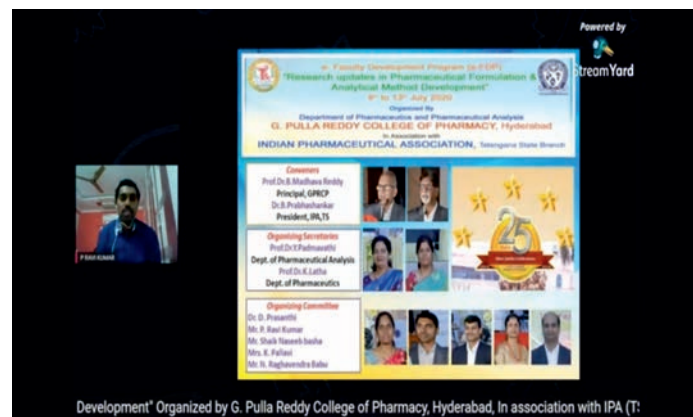 Powered by
StreamYard
e- Faculty Development Program (e-FDP)
"Research updates in Pharmaceutical Formulation &
Analytical Method Development"
9th to 13th July 2020
Organized By
Department of Pharmaceutics and Pharmaceutical Analysis
G. PULLA REDDY COLLEGE OF PHARMACY, Hyderabad
In Association with
INDIAN PHARMACEUTICAL ASSOCIATION, Telangana State Branch
Conveners
Prof.Dr.B.Madhava Reddy
Principal, GPRCP
Dr.B.Prabhashankar
President, IPA,TS
Organizing Secretaries
Prof.Dr.Y.Padmavathi
Dept. of Pharmaceutical Analysis
Prof.Dr.K.Latha
Dept. of Pharmaceutics
25
Organizing Committee
Dr. D. Prasanthi
Mr. P. Ravi Kumar
Mr. Shaik Naseeb basha
Mrs. K. Pallavi
Mr. N. Raghavendra Babu
P RAVI KUMAR
Development" Organized by G. Pulla Reddy College of Pharmacy, Hyderabad, In association with IPA (TS